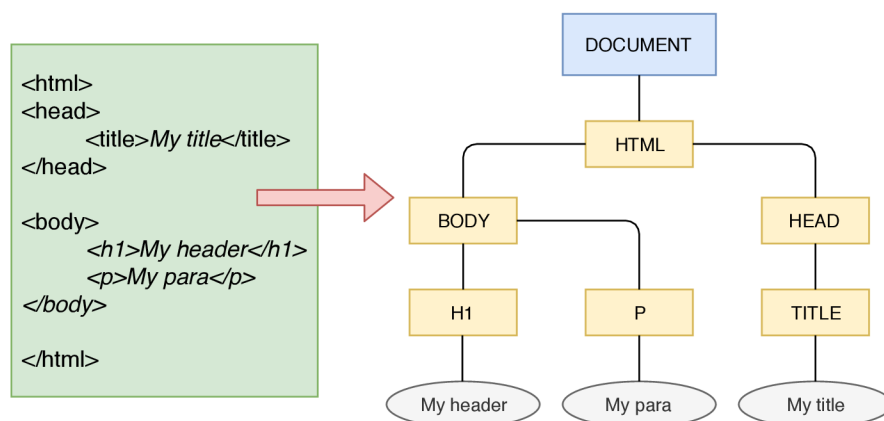 <html>
<head>
<title>My title</title>
</head>
<body>
<h1>My header</h1>
<p>My para</p>
</body>
</html>
DOCUMENT
HTML
BODY
HEAD
H1
P
TITLE
My header
My para
My title